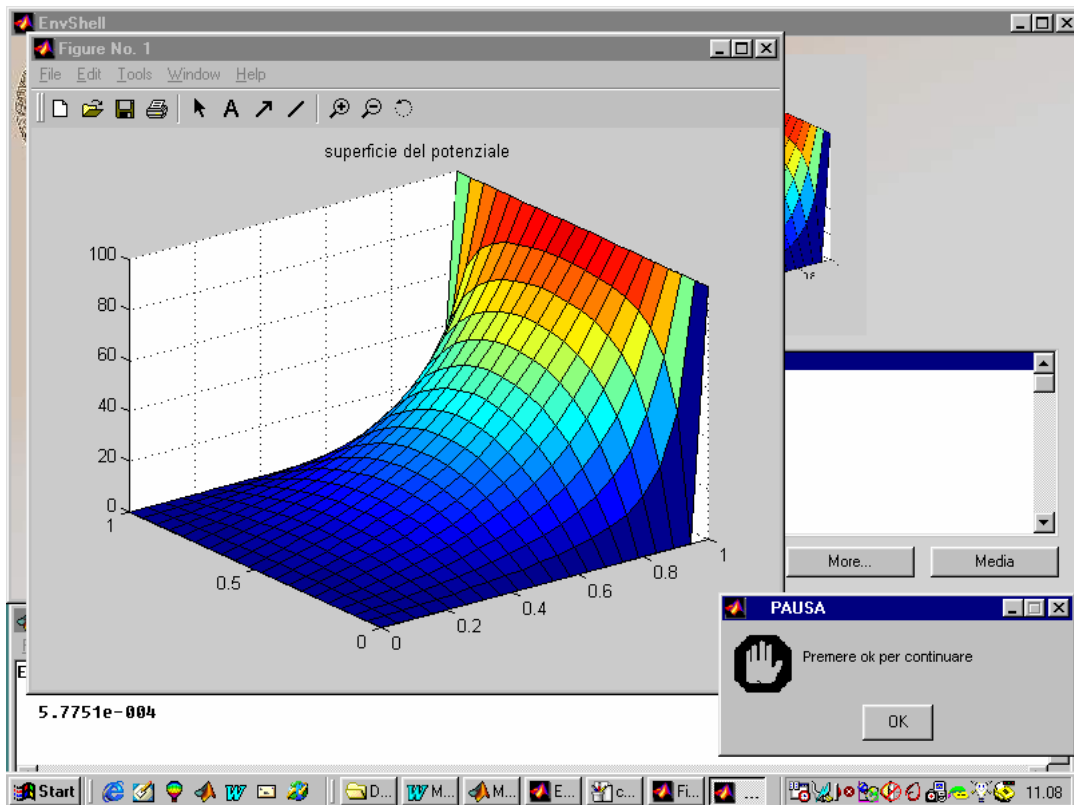 EnvShell
Figure No. 1
File Edit Tools Window Help
A
superficie del potenziale
100
80
60
40
20
0
1
0.5
0
0
0.2
0.4
0.6
0.8
1
More...
Media
PAUSA
Premere ok per continuare
OK
E
5.7751e-004
Start
D...
M...
M...
E...
c...
Fi...
...
11.08